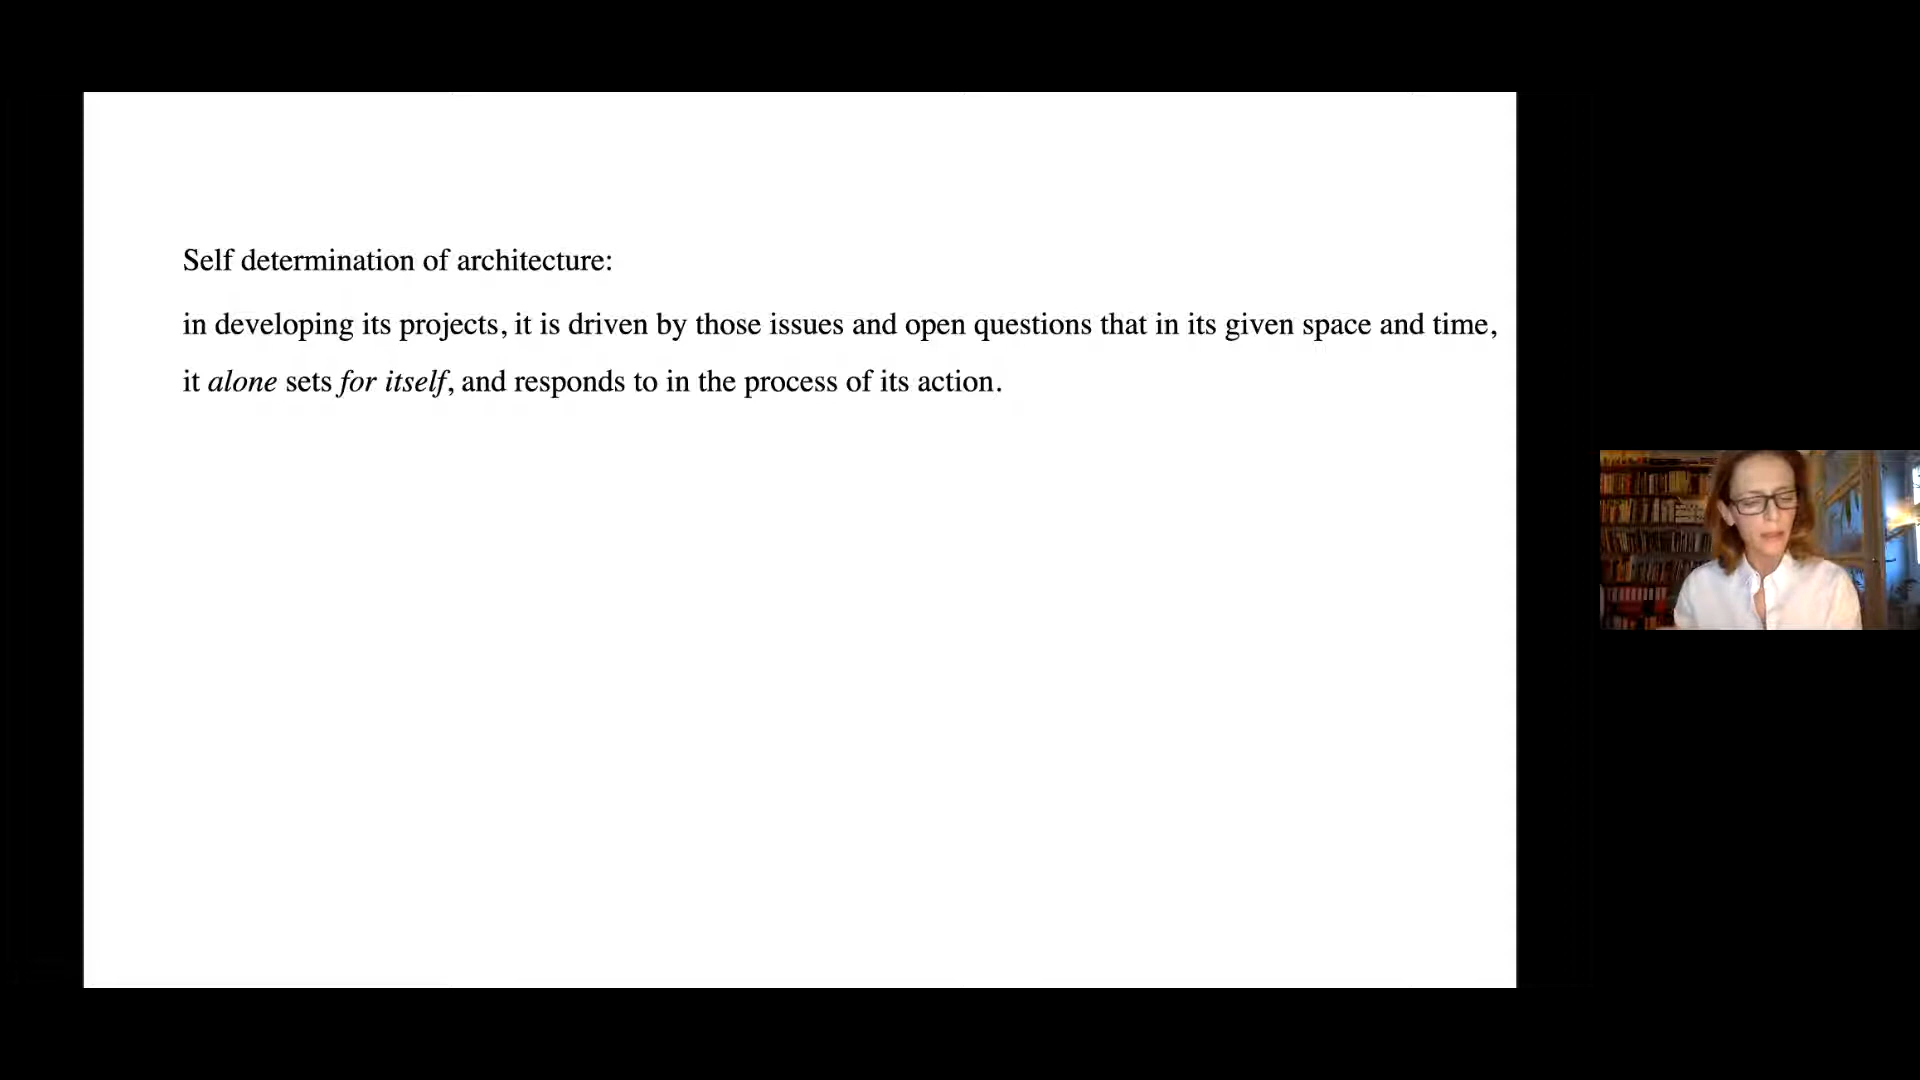 Self determination of architecture:
in developing its projects, it is driven by those issues and open questions that in its given space and time,
it alone sets for itself, and responds to in the process of its action.